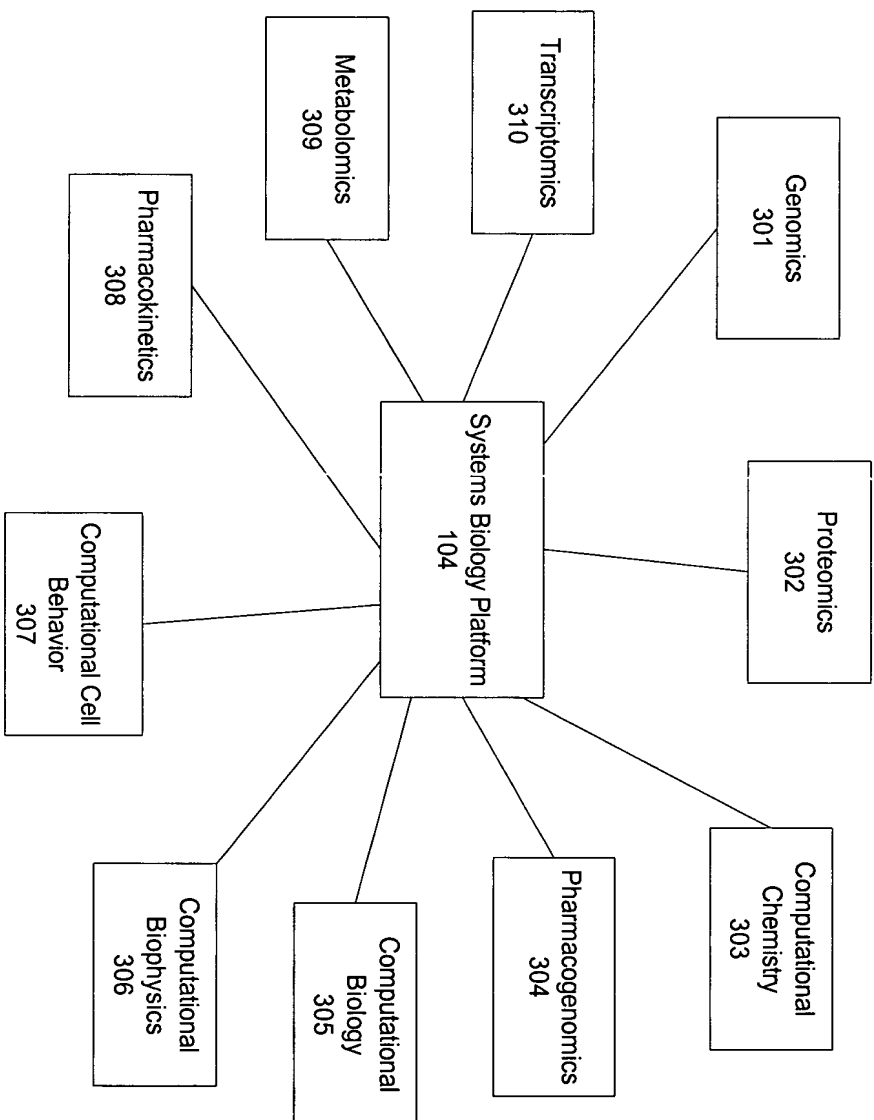 Genomics
301
Proteomics
302
Computational
Chemistry
303
Transcriptomics
310
Pharmacogenomics
304
Systems Biology Platform
104
Metabolomics
309
Computational
Biology
305
Pharmacokinetics
308
Computational
Biophysics
306
Computational Cell
Behavior
307